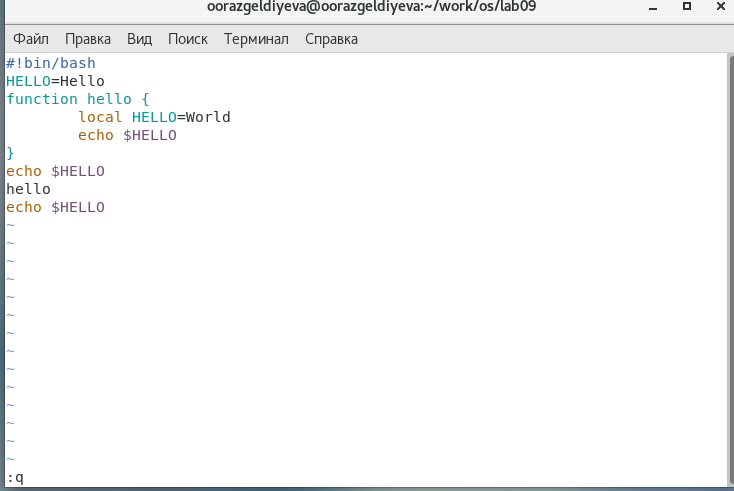 oorazgeldiyeva@oorazgeldiyeva:~/work/os/lab09
Файл Правка Вид Поиск Терминал Справка
#!bin/bash
HELLO=Hello
function hello {
        local HELLO=World
        echo $HELLO
}
echo $HELLO
hello
echo $HELLO
~
~
~
~
~
~
~
~
~
~
~
~
~
~
:q